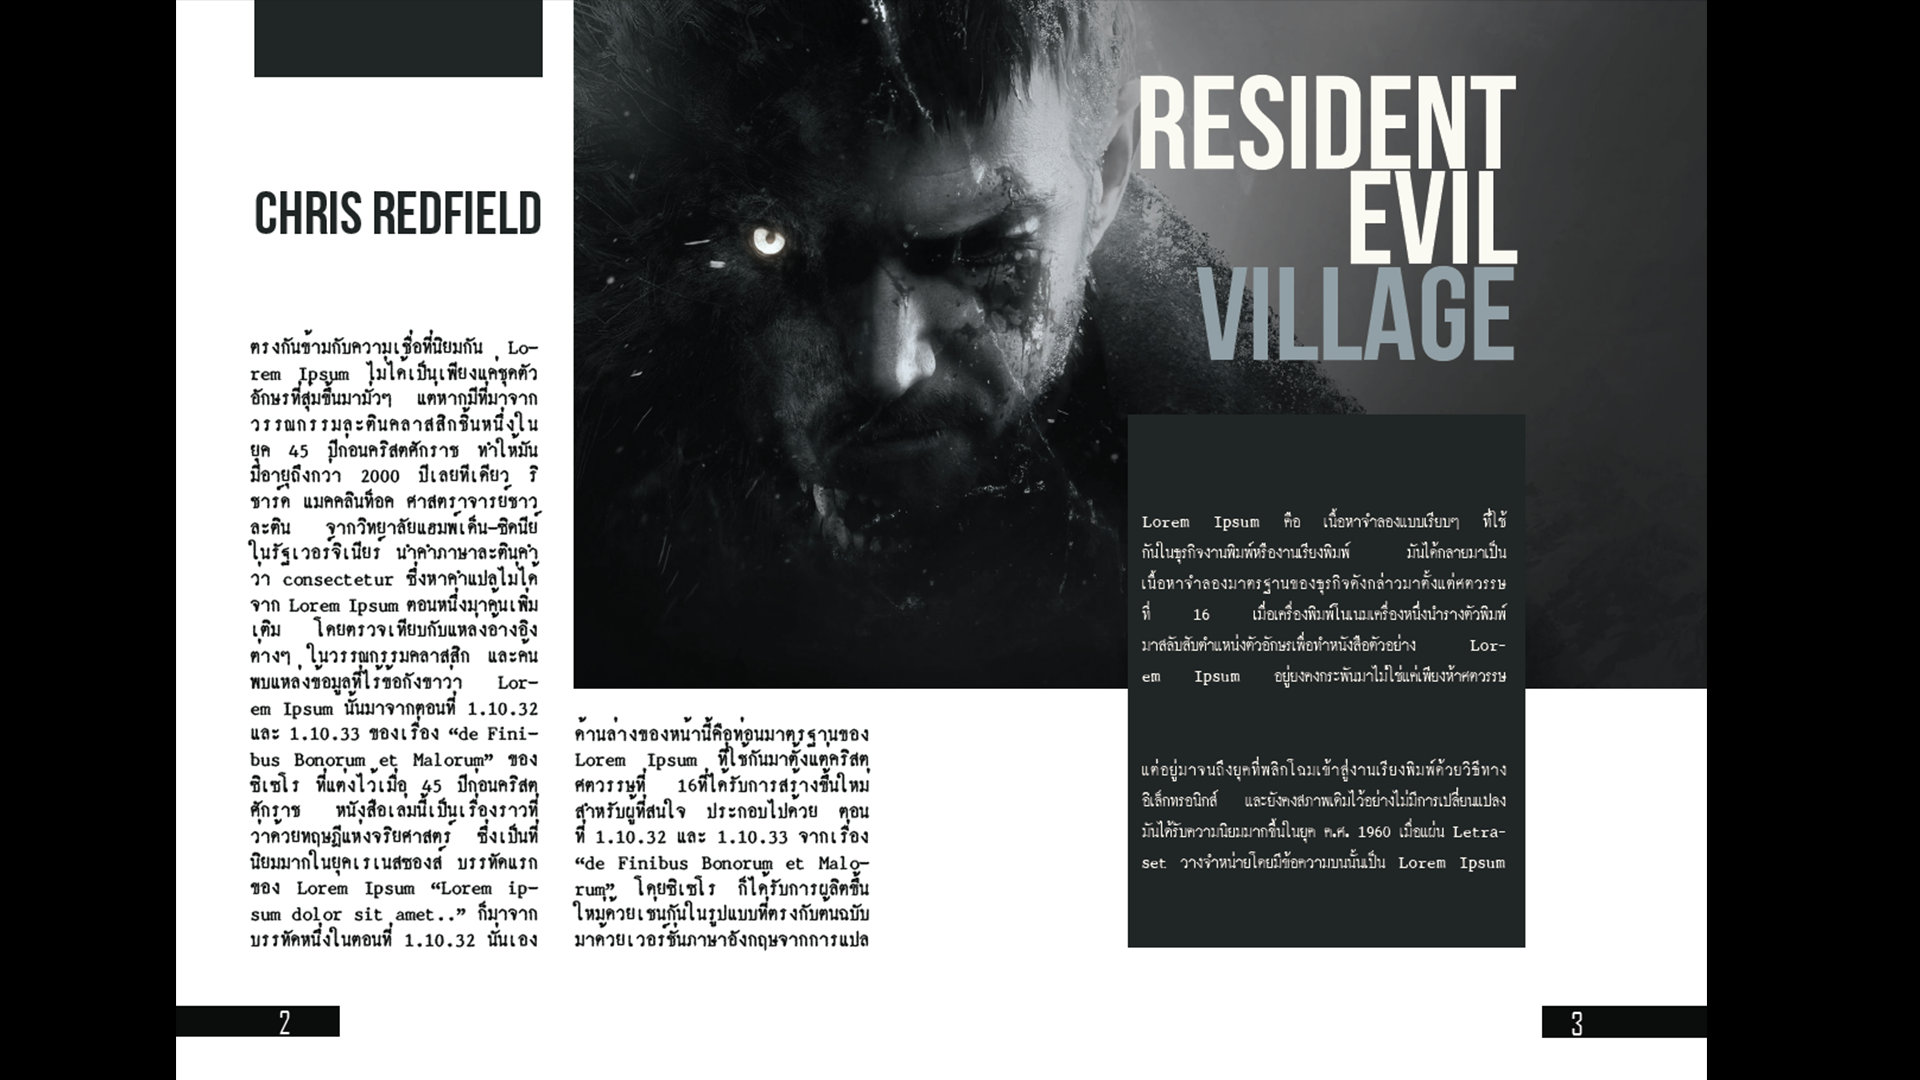 CHRIS REDFIELD
ตรงกันข้ามกับความเชื่อที่นิยมกัน Lo-
rem Ipsum ไม่ได้เป็นเพียงแค่ชุดตัว
อักษรที่สุ่มขึ้นมามั่วๆ แต่หากมีที่มาจาก
วรรณกรรมละตินคลาสสิกชิ้นหนึ่งใน
ยุค 45 ปีก่อนคริสตศักราช ทำให้มัน
มีอายุถึงกว่า 2000 ปีเลยทีเดียว ริ
ชาร์ด แมคคลินท็อค ศาสตราจารย์ชาว
ละติน จากวิทยาลัยแฮมพ์เด็น-ซิดนีย์
ในรัฐเวอร์จิเนียร์ นำคำภาษาละตินคำ
ว่า consectetur ซึ่งหาคำแปลไม่ได้
จาก Lorem Ipsum ตอนหนึ่งมาค้นเพิ่ม
เติม โดยตรวจเทียบกับแหล่งอ้างอิง
ต่างๆ ในวรรณกรรมคลาสสิก และค้น
พบแหล่งข้อมูลที่ไร้ข้อกังขาว่า Lor-
em Ipsum นั้นมาจากตอนที่ 1.10.32
และ 1.10.33 ของเรื่อง “de Fini-
bus Bonorum et Malorum” ของ
ซิเซโร ที่แต่งไว้เมื่อ 45 ปีก่อนคริสต
ศักราช หนังสือเล่มนี้เป็นเรื่องราวที่
ว่าด้วยทฤษฎีแห่งจริยศาสตร์ ซึ่งเป็นที่
นิยมมากในยุคเรเนสซองส์ บรรทัดแรก
ของ Lorem Ipsum “Lorem ip-
sum dolor sit amet..” ก็มาจาก
บรรทัดหนึ่งในตอนที่ 1.10.32 นั่นเอง
ด้านล่างของหน้านี้คือท่อนมาตรฐานของ
Lorem Ipsum ที่ใช้กันมาตั้งแต่คริสต
ศตวรรษที่ 16ที่ได้รับการสร้างขึ้นใหม่
สำหรับผู้ที่สนใจ ประกอบไปด้วย ตอน
ที่ 1.10.32 และ 1.10.33 จากเรื่อง
“de Finibus Bonorum et Malo-
rum” โดยซิเซโร ก็ได้รับการผลิตขึ้น
ใหม่ด้วยเช่นกันในรูปแบบที่ตรงกับต้นฉบับ
มาด้วยเวอร์ชั่นภาษาอังกฤษจากการแปล
RESIDENT
EVIL
VILLAGE
Lorem Ipsum คือ เนื้อหาจำลองแบบเรียบๆ ที่ใช้
กันในธุรกิจงานพิมพ์หรืองานเรียงพิมพ์ มันได้กลายมาเป็น
เนื้อหาจำลองมาตรฐานของธุรกิจดังกล่าวมาตั้งแต่ศตวรรษ
ที่ 16 เมื่อเครื่องพิมพ์โนเนมเครื่องหนึ่งนำรางตัวพิมพ์
มาสลับสับตำแหน่งตัวอักษรเพื่อทำหนังสือตัวอย่าง Lor-
em Ipsum อยู่ยงคงกระพันมาไม่ใช่แค่เพียงห้าศตวรรษ
แต่อยู่มาจนถึงยุคที่พลิกโฉมเข้าสู่งานเรียงพิมพ์ด้วยวิธีทาง
อิเล็กทรอนิกส์ และยังคงสภาพเดิมไว้อย่างไม่มีการเปลี่ยนแปลง
มันได้รับความนิยมมากขึ้นในยุค ค.ศ. 1960 เมื่อแผ่น Letra-
set วางจำหน่ายโดยมีข้อความบนนั้นเป็น Lorem Ipsum
2
3